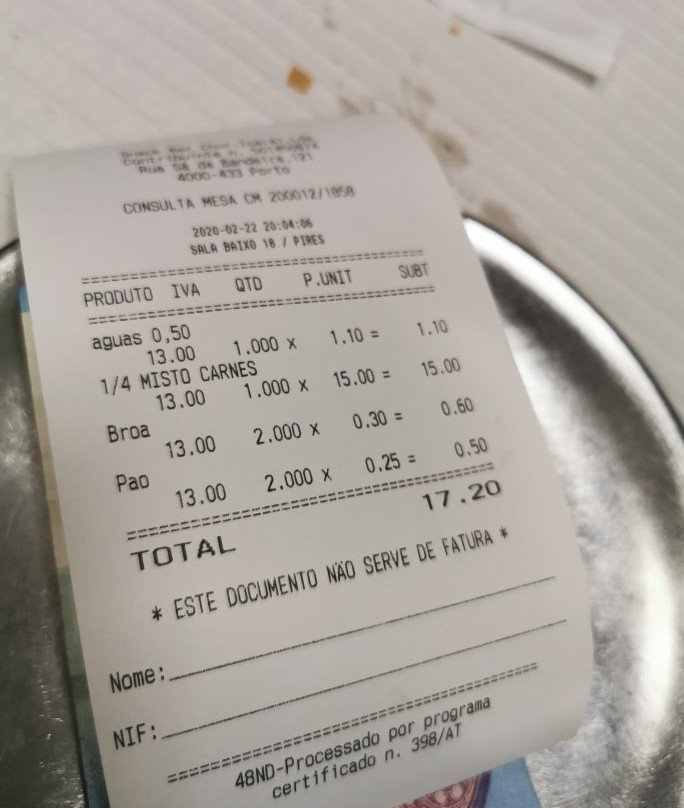 Rua Sá da Bandeira,121
4000-433 Porto
CONSULTA MESA CM 200012/1858
2020-02-22 20:04:06
SALA BAIXO 18 / PIRES
PRODUTO IVA QTD P.UNIT SUBT
aguas 0,50
13.00 1.000 x 1.10 = 1.10
1/4 MISTO CARNES
13.00 1.000 x 15.00 = 15.00
Broa
13.00 2.000 x 0.30 = 0.60
Pao
13.00 2.000 x 0.25 = 0.50
TOTAL 17.20
* ESTE DOCUMENTO NÃO SERVE DE FATURA *
Nome:
NIF:
48ND-Processado por programa
certificado n. 398/AT